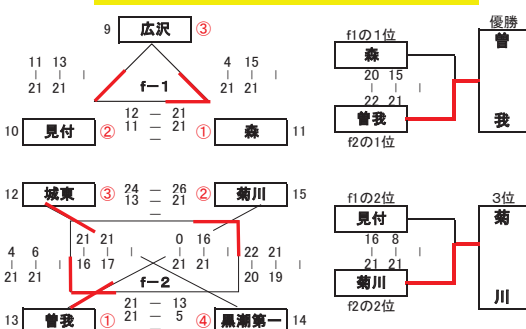 9 広沢 ③
11 13 | | | 21 21
4 15 | | | 21 21
f-1
12 — 21
11 — 21
—
10 見付 ② ① 森 11
12 城東 ③ 24 — 26 ② 菊川 15
13 — 21
—
4 6 | | | 21 21
21 21 | | | 16 17
0 16 | | | 21 21
22 21 | | | 20 19
f-2
21 — 13
21 — 5
—
13 曽我 ① ④ 黒潮第一 14
優勝
f1の1位
森
20 15 | | | 22 21
曽我
f2の1位
曽我
3位
f1の2位
見付
16 8 | | | 21 21
菊川
f2の2位
菊川